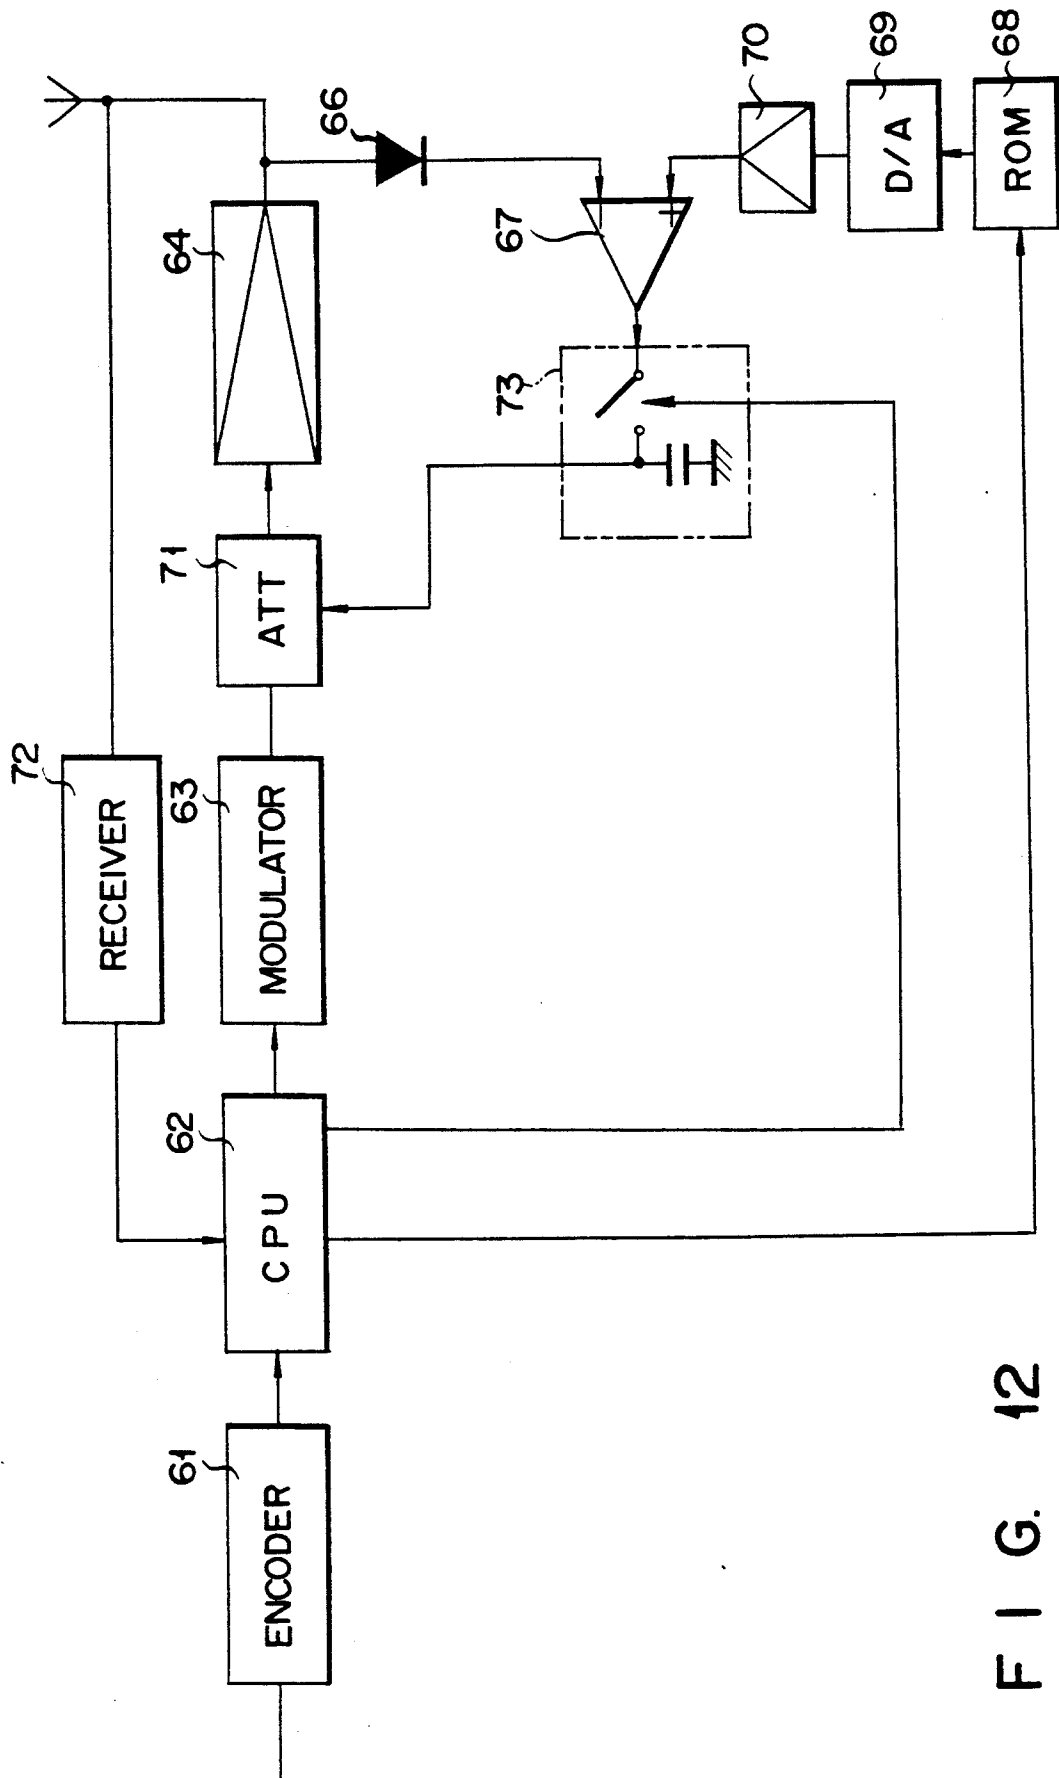 72
RECEIVER
61
ENCODER
62
CPU
63
MODULATOR
71
ATT
64
66
67
73
70
69
D/A
68
ROM
FIG. 12